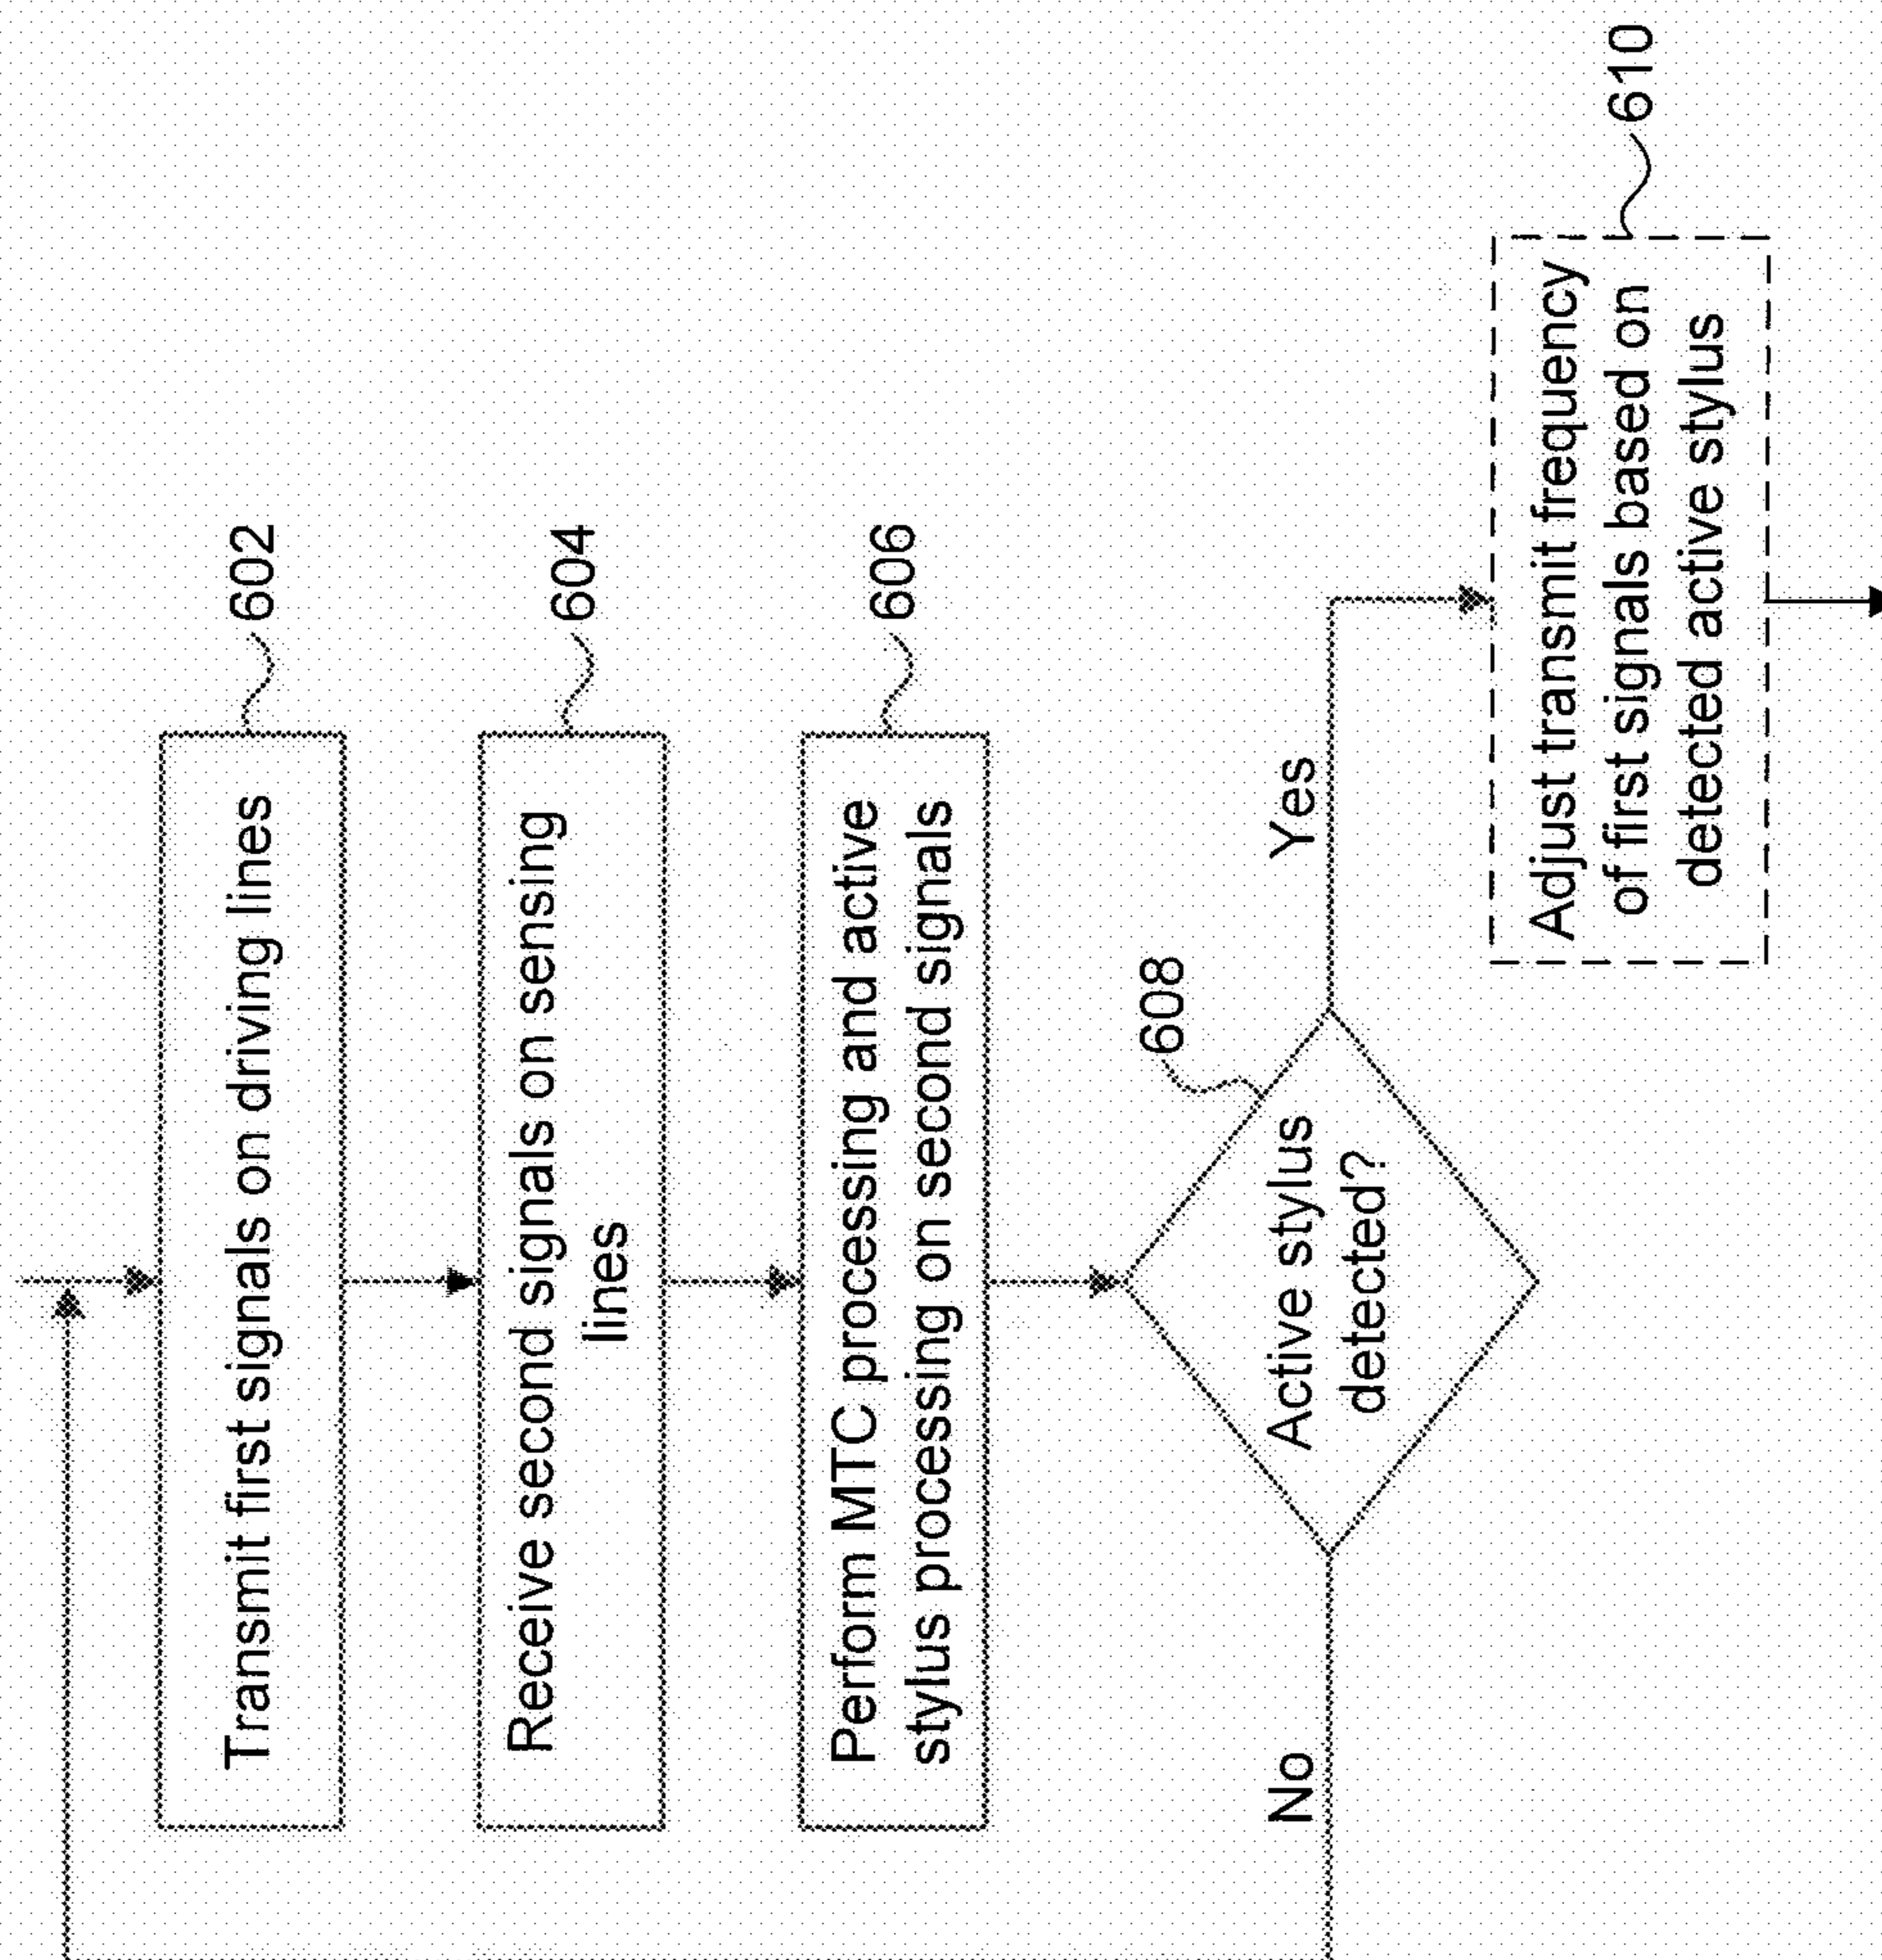 Transmit first signals on driving lines
602
Receive second signals on sensing
lines
604
Perform MTC processing and active
stylus processing on second signals
606
608
Active stylus
detected?
No
Yes
Adjust transmit frequency
of first signals based on
detected active stylus
610